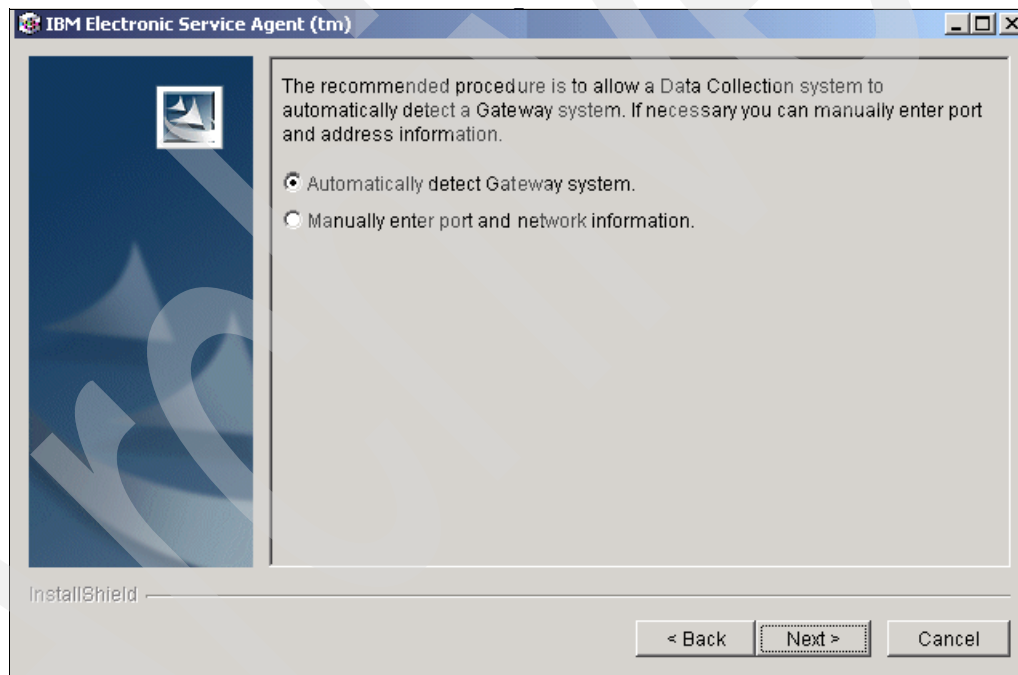 IBM Electronic Service Agent (tm)
The recommended procedure is to allow a Data Collection system to
automatically detect a Gateway system. If necessary you can manually enter port
and address information.
Automatically detect Gateway system.
Manually enter port and network information.
InstallShield
< Back
Next >
Cancel